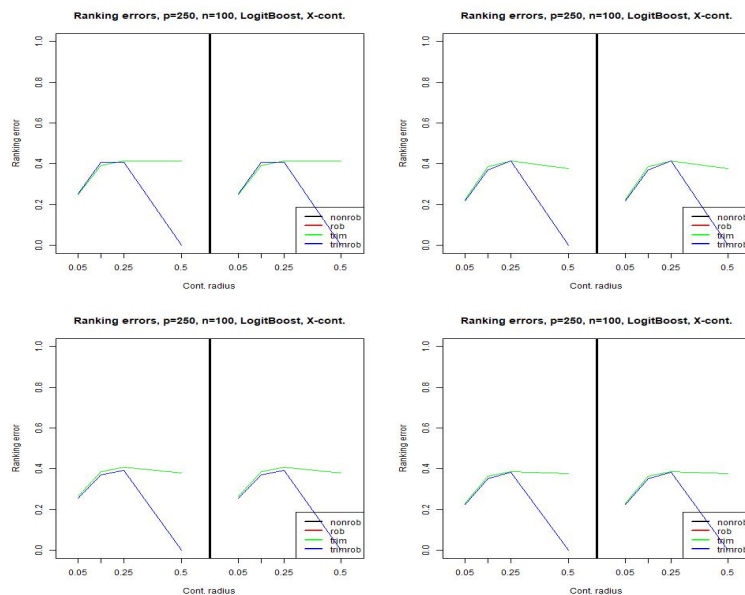 Ranking errors, p=250, n=100, LogitBoost, X-cont.
Ranking error
1.0
0.8
0.6
0.4
0.2
0.0
0.05 0.25 0.5 0.05 0.25 0.5
Cont. radius
nonrob
rob
trim
trimrob
Ranking errors, p=250, n=100, LogitBoost, X-cont.
Ranking error
1.0
0.8
0.6
0.4
0.2
0.0
0.05 0.25 0.5 0.05 0.25 0.5
Cont. radius
nonrob
rob
trim
trimrob
Ranking errors, p=250, n=100, LogitBoost, X-cont.
Ranking error
1.0
0.8
0.6
0.4
0.2
0.0
0.05 0.25 0.5 0.05 0.25 0.5
Cont. radius
nonrob
rob
trim
trimrob
Ranking errors, p=250, n=100, LogitBoost, X-cont.
Ranking error
1.0
0.8
0.6
0.4
0.2
0.0
0.05 0.25 0.5 0.05 0.25 0.5
Cont. radius
nonrob
rob
trim
trimrob